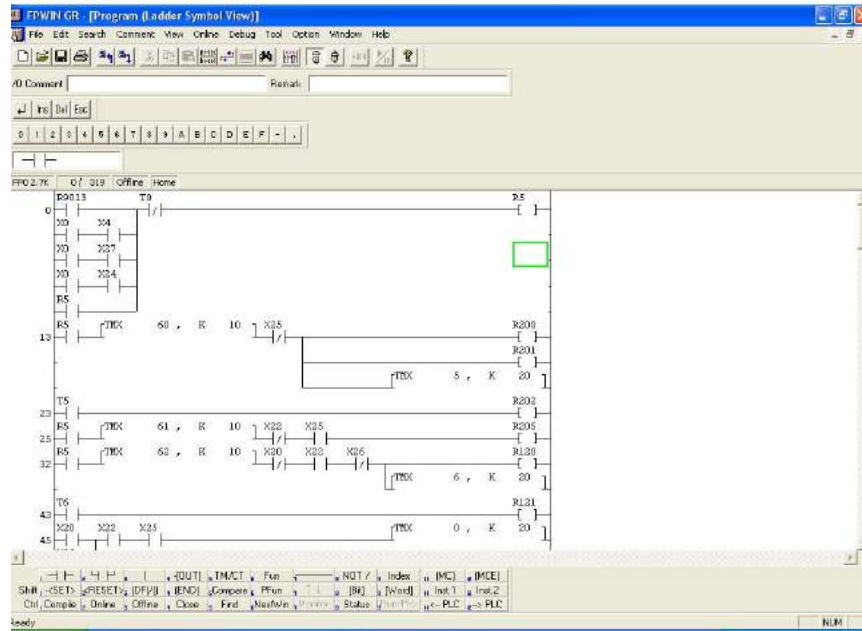 FPWIN GR - [Program (Ladder Symbol View)]
File Edit Search Comment View Online Debug Tool Option Window Help
/O Comment Remark
Ins Del Esc
0 1 2 3 4 5 6 7 8 9 A B C D E F - .
FP0 2.7K 0/ 319 Offline Home
R9013 T0 R5
0
X0 X4
X0 X27
X0 X24
R5
R5 TMX 60 , K 10 X25 R200
13
R201
TMX 5 , K 20
T5 R202
23
R5 TMX 61 , K 10 X22 X25 R205
25
R5 TMX 62 , K 10 X20 X23 X26 R120
32
TMX 6 , K 20
T6 R121
43
X20 X22 X25 TMX 0 , K 20
45
(OUT) TM/CT Fun NOT / Index (MC) (MCE)
Shift <SET> <RESET> (DF)/() (END) Compare PFun (Bit) (Word) Inst.1 Inst.2
Ctrl Compile Online Offline Close Find NextWin Monitor Status <- PLC -> PLC
Ready NUM